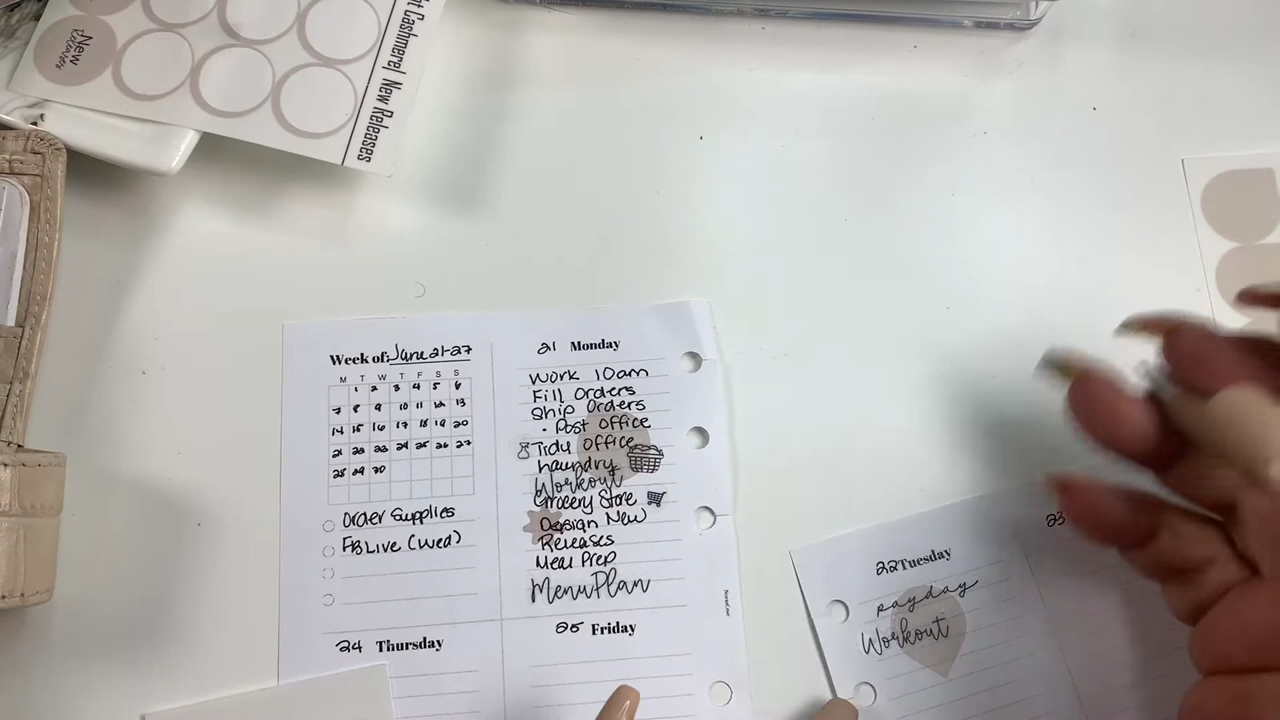 New
Releases
t Cashmere| New Releases
Week of: June 21-27
M T W T F S S
1 2 3 4 5 6
7 8 9 10 11 12 13
14 15 16 17 18 19 20
21 22 23 24 25 26 27
28 29 30
Order Supplies
FB Live (Wed)
21 Monday
Work 10am
Fill Orders
Ship Orders
• Post Office
Tidy Office
Laundry
Workout
Grocery Store
Design New
Releases
Meal Prep
Menu Plan
24 Thursday
25 Friday
22 Tuesday
payday
Workout
23